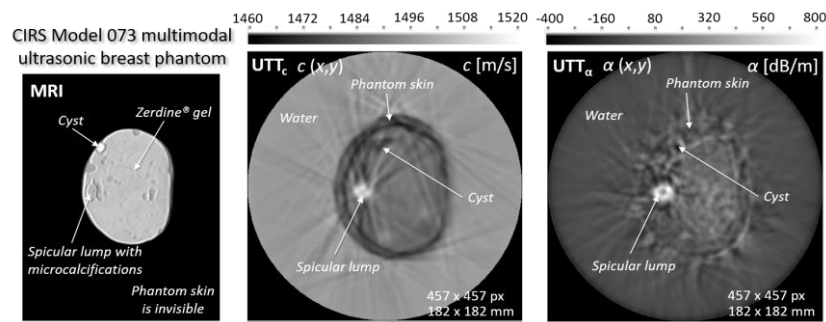 CIRS Model 073 multimodal
ultrasonic breast phantom
MRI
Cyst
Zerdine® gel
Spicular lump with
microcalcifications
Phantom skin
is invisible
1460 1472 1484 1496 1508 1520
UTTc c (x,y) c [m/s]
Phantom skin
Water
Cyst
Spicular lump
457 x 457 px
182 x 182 mm
-400 -160 80 320 560 800
UTTα α (x,y) α [dB/m]
Phantom skin
Water
Cyst
Spicular lump
457 x 457 px
182 x 182 mm